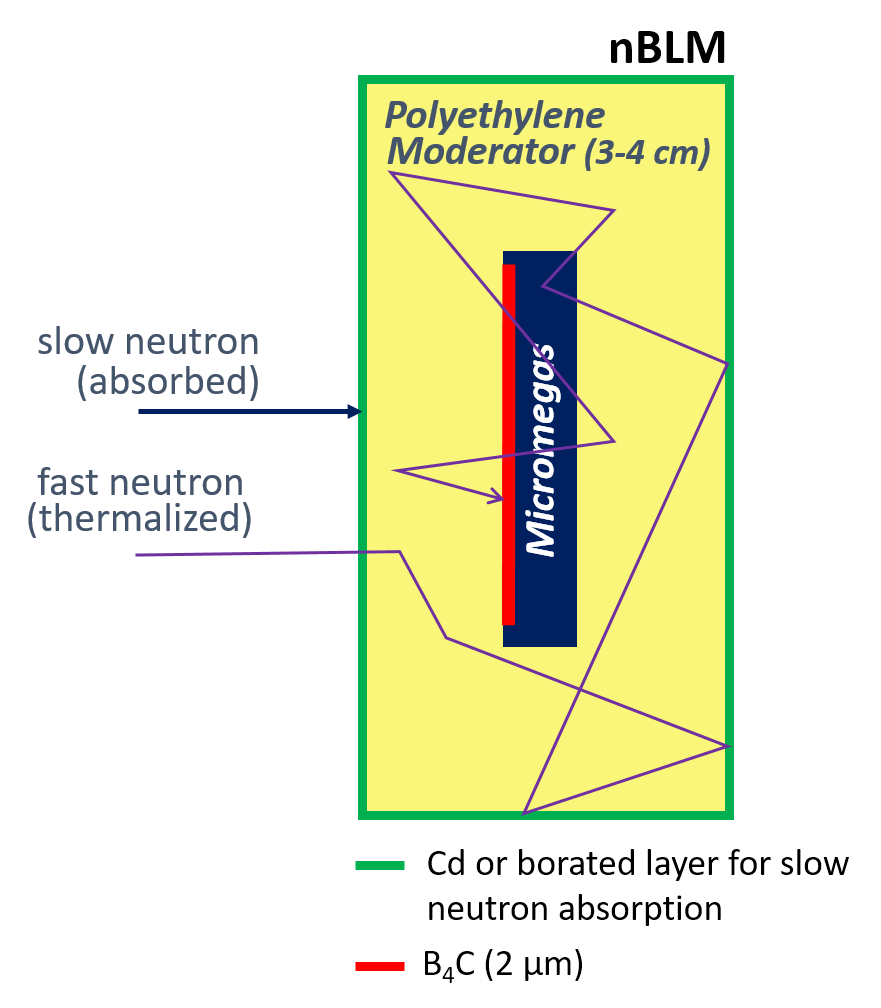 nBLM
Polyethylene
Moderator (3-4 cm)
slow neutron
(absorbed)
fast neutron
(thermalized)
Micromegas
Cd or borated layer for slow
neutron absorption
B₄C (2 µm)